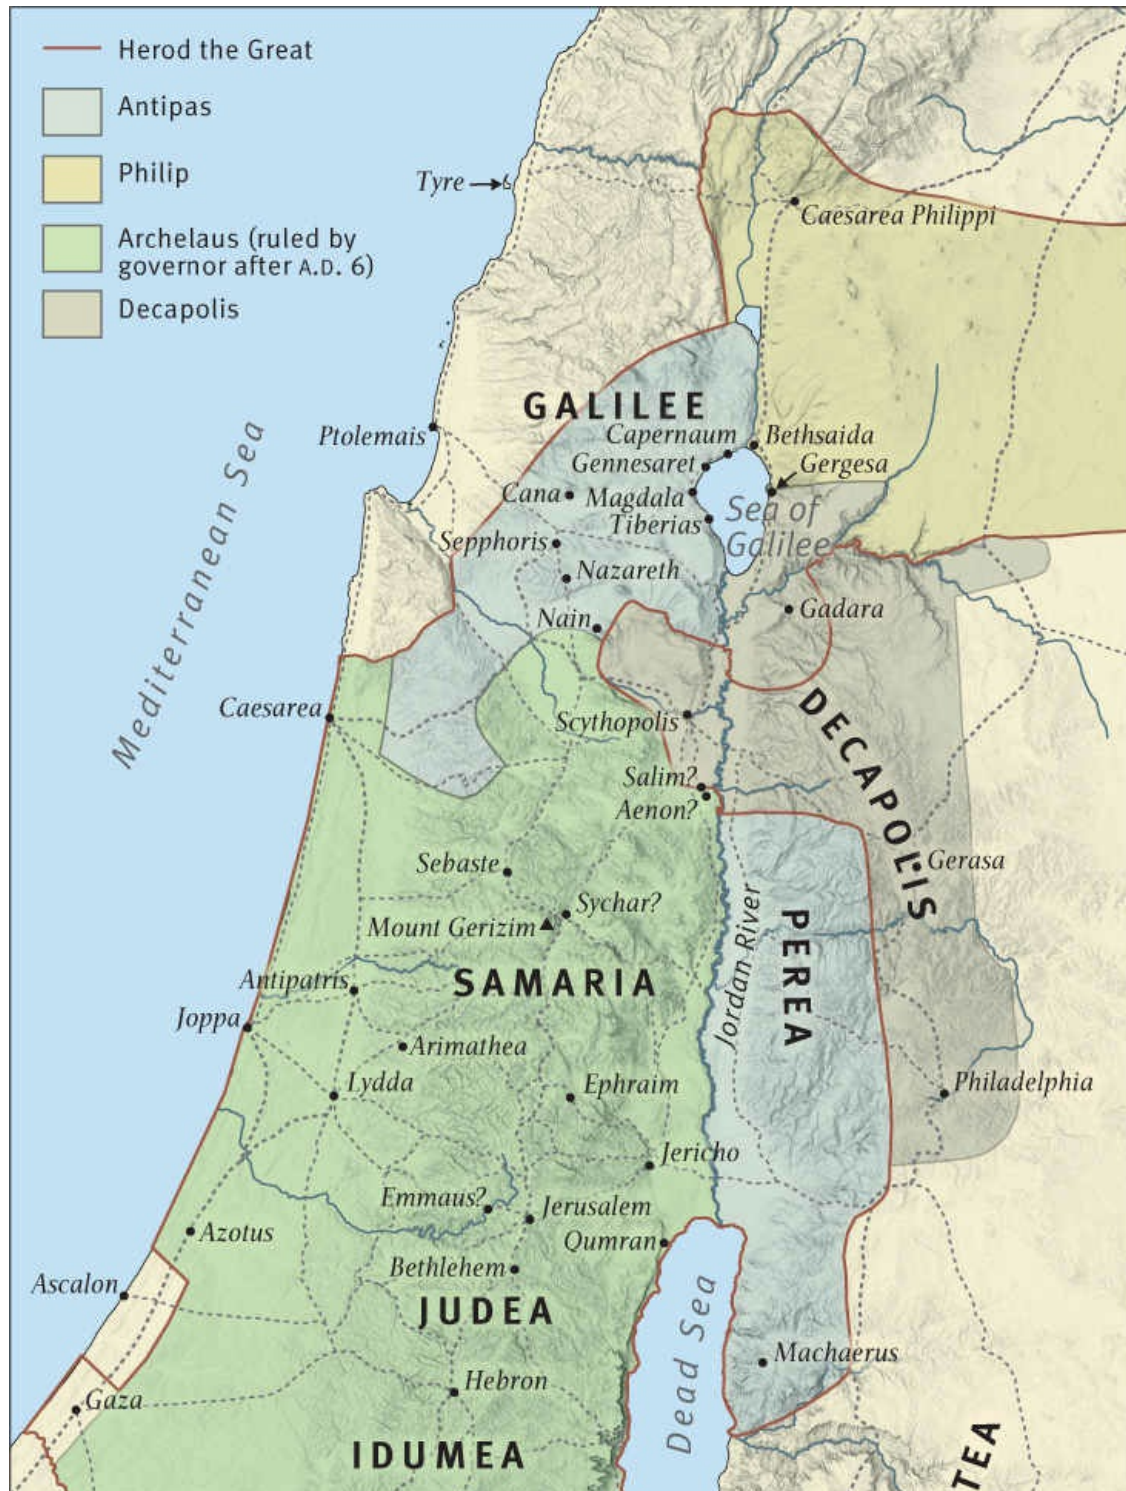 Herod the Great
Antipas
Philip
Archelaus (ruled by
governor after A.D. 6)
Decapolis
Tyre
Caesarea Philippi
GALILEE
Ptolemais
Capernaum
Bethsaida
Gennesaret
Gergesa
Cana
Magdala
Tiberias
Sea of
Galilee
Sepphoris
Nazareth
Nain
Gadara
Mediterranean Sea
Caesarea
Scythopolis
DECAPOLIS
Salim?
Aenon?
Sebaste
Gerasa
Sychar?
Mount Gerizim
Jordan River
PEREA
SAMARIA
Antipatris
Joppa
Arimathea
Lydda
Ephraim
Philadelphia
Jericho
Emmaus?
Jerusalem
Azotus
Qumran
Bethlehem
Ascalon
JUDEA
Dead Sea
Machaerus
Hebron
Gaza
IDUMEA
TEA